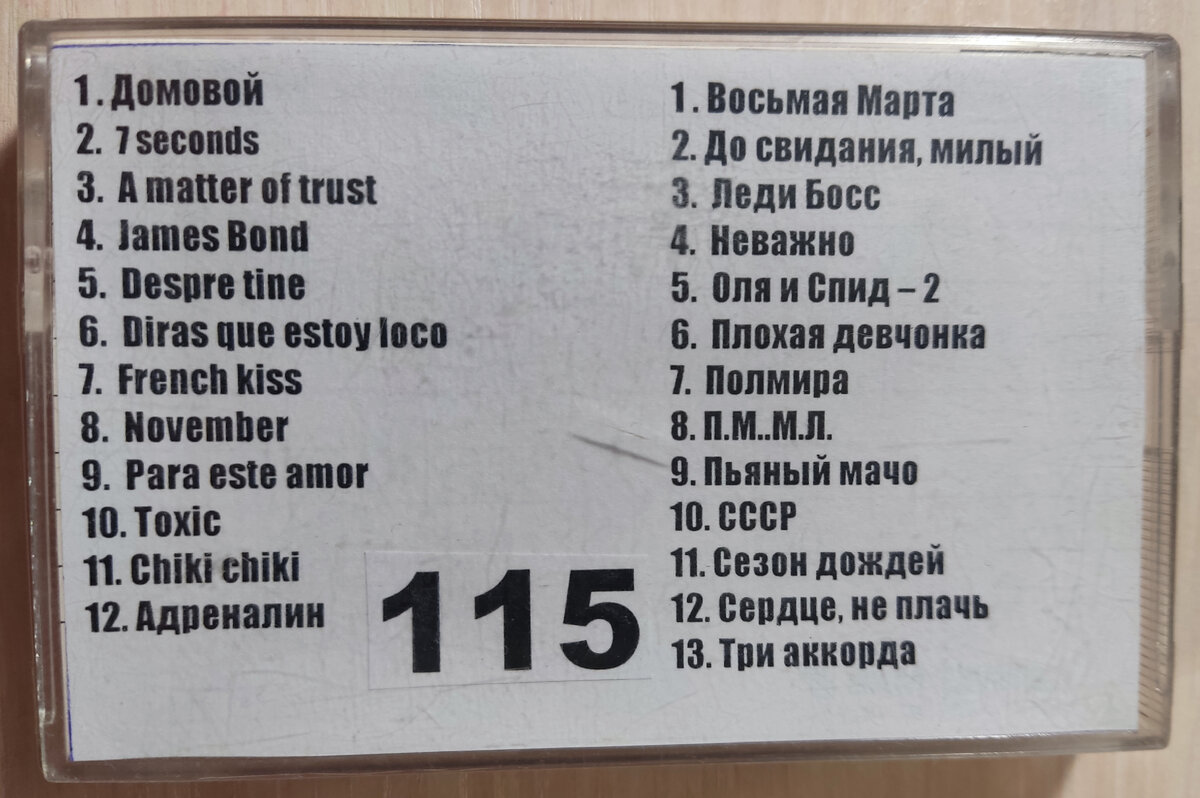 1. Домовой
2. 7 seconds
3. A matter of trust
4. James Bond
5. Despre tine
6. Diras que estoy loco
7. French kiss
8. November
9. Para este amor
10. Toxic
11. Chiki chiki
12. Адреналин
115
1. Восьмая Марта
2. До свидания, милый
3. Леди Босс
4. Неважно
5. Оля и Спид – 2
6. Плохая девчонка
7. Полмира
8. П.М..М.Л.
9. Пьяный мачо
10. СССР
11. Сезон дождей
12. Сердце, не плачь
13. Три аккорда